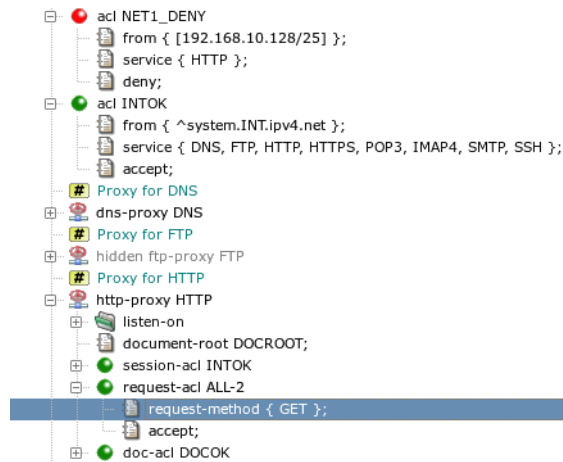 acl NET1_DENY
from { [192.168.10.128/25] };
service { HTTP };
deny;
acl INTOK
from { ^system.INT.ipv4.net };
service { DNS, FTP, HTTP, HTTPS, POP3, IMAP4, SMTP, SSH };
accept;
# Proxy for DNS
dns-proxy DNS
# Proxy for FTP
hidden ftp-proxy FTP
# Proxy for HTTP
http-proxy HTTP
listen-on
document-root DOCROOT;
session-acl INTOK
request-acl ALL-2
request-method { GET };
accept;
doc-acl DOCOK